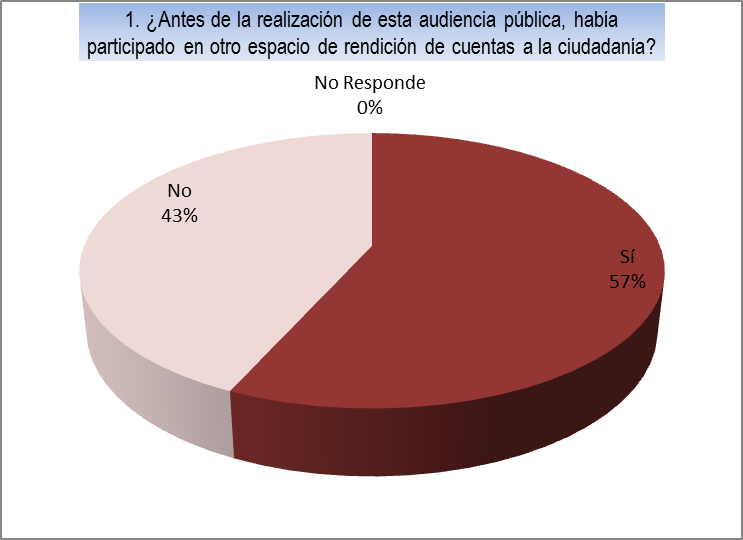 1. ¿Antes de la realización de esta audiencia pública, había
participado en otro espacio de rendición de cuentas a la ciudadanía?
No Responde
0%
No
43%
Sí
57%